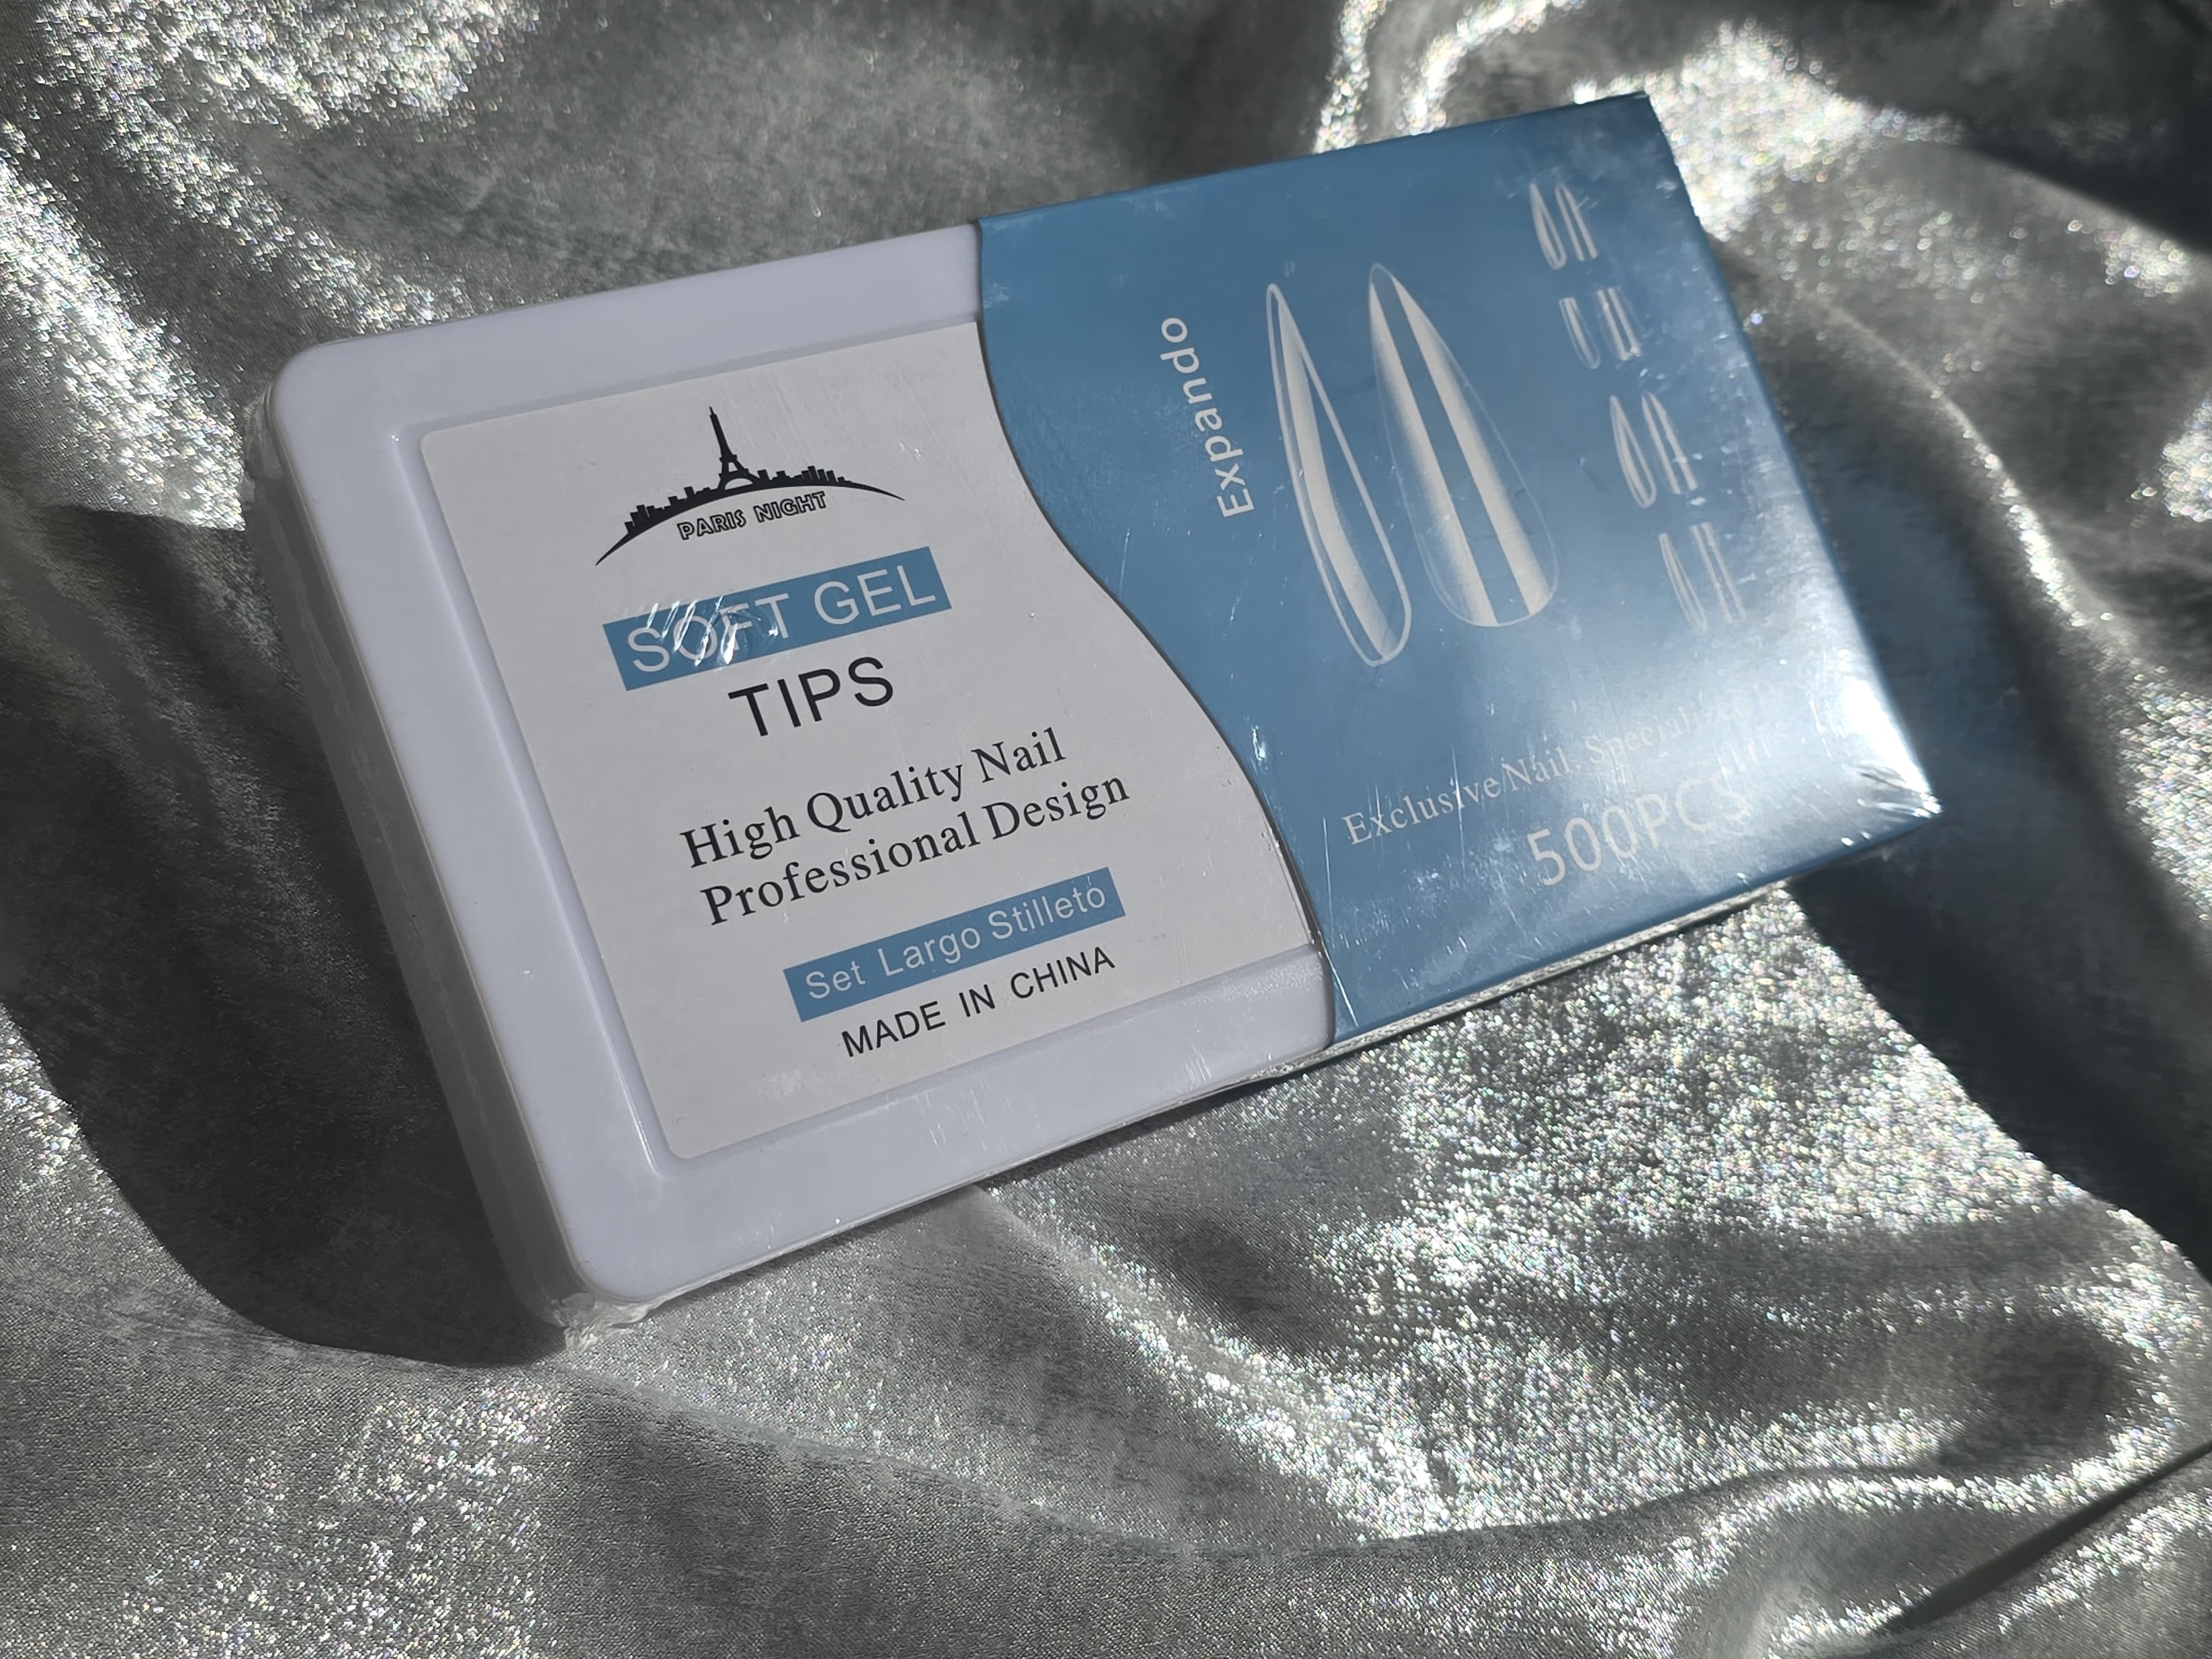 PARIS NIGHT
SOFT GEL
TIPS
High Quality Nail
Professional Design
Set Largo Stilleto
MADE IN CHINA
Expando
Exclusive Nail. Specialized
500PCS